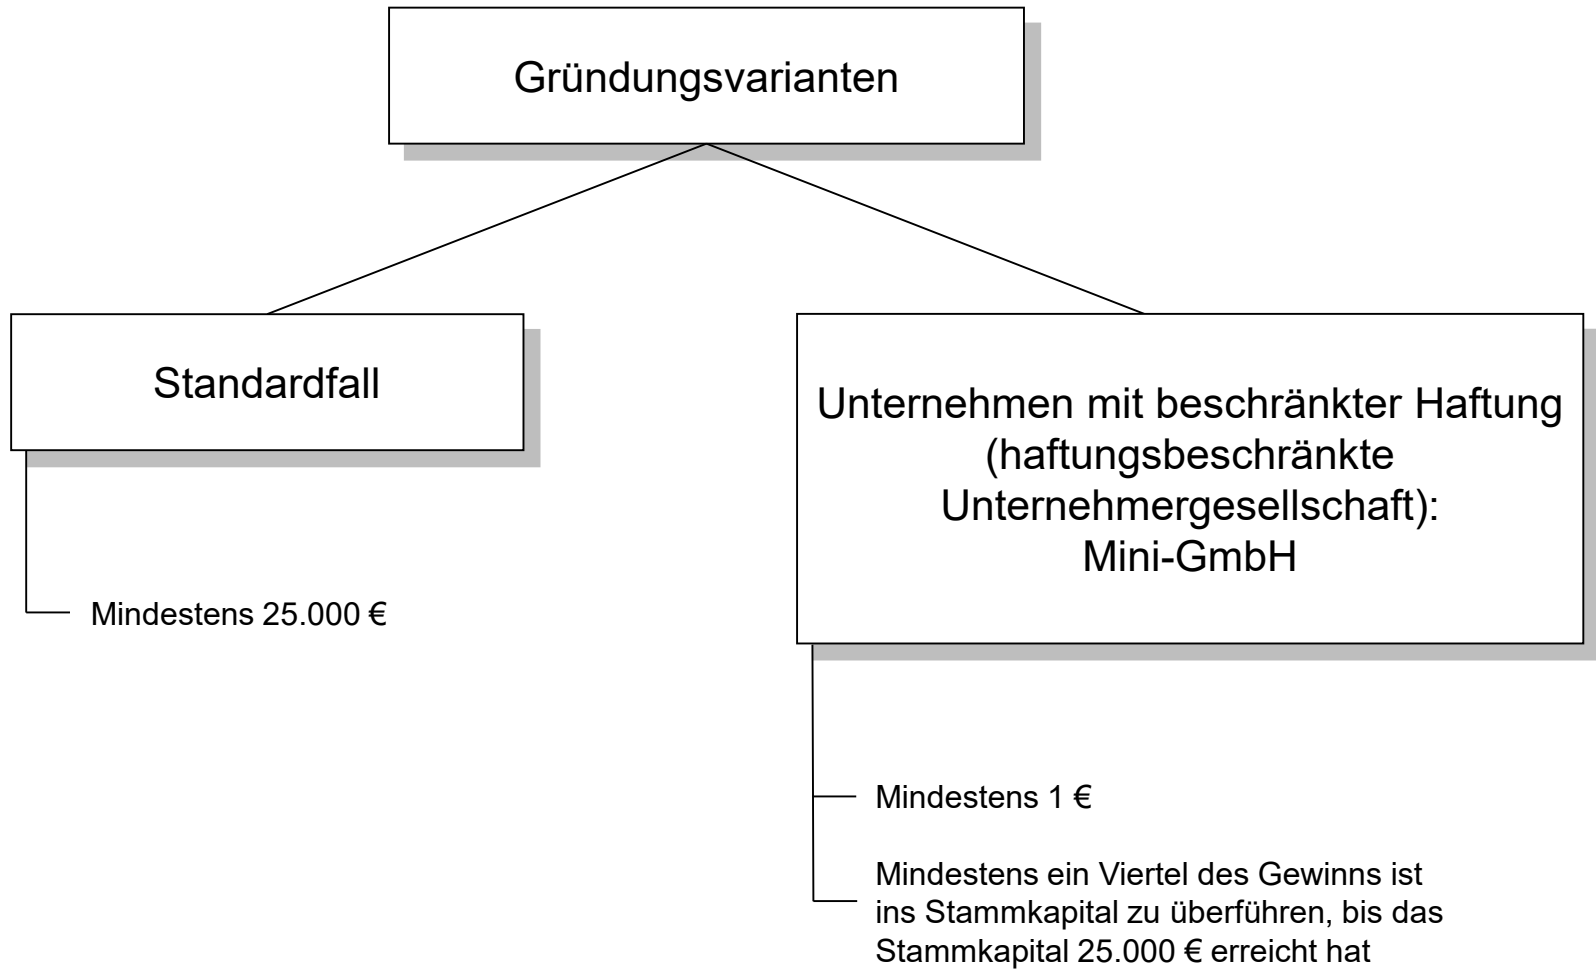 Gründungsvarianten
Standardfall
Mindestens 25.000 €
Unternehmen mit beschränkter Haftung
(haftungsbeschränkte
Unternehmergesellschaft):
Mini-GmbH
Mindestens 1 €
Mindestens ein Viertel des Gewinns ist
ins Stammkapital zu überführen, bis das
Stammkapital 25.000 € erreicht hat